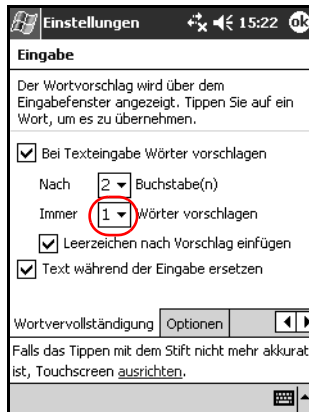 Einstellungen 15:22 ok
Eingabe
Der Wortvorschlag wird über dem
Eingabefenster angezeigt. Tippen Sie auf ein
Wort, um es zu übernehmen.
Bei Texteingabe Wörter vorschlagen
Nach 2 Buchstabe(n)
Immer 1 Wörter vorschlagen
Leerzeichen nach Vorschlag einfügen
Text während der Eingabe ersetzen
Wortvervollständigung Optionen
Falls das Tippen mit dem Stift nicht mehr akkurat
ist, Touchscreen ausrichten.